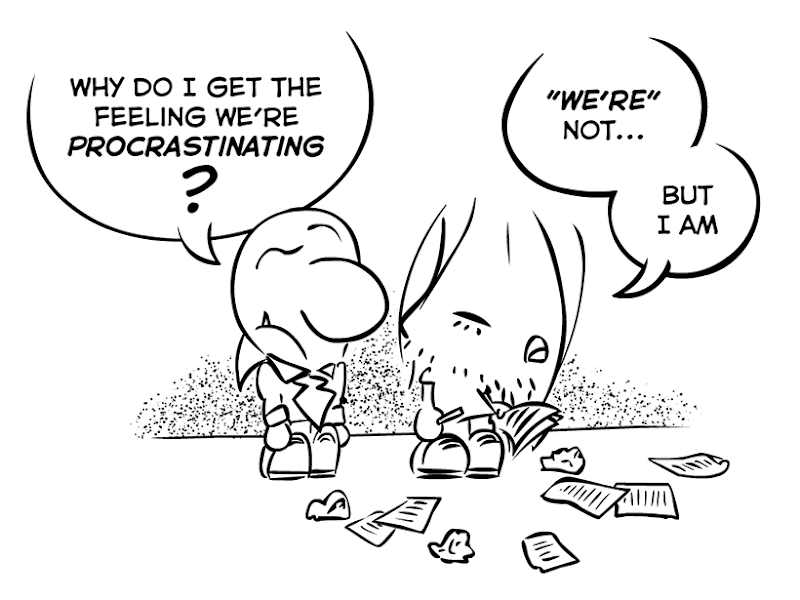 WHY DO I GET THE
FEELING WE'RE
PROCRASTINATING
?
"WE'RE"
NOT...
BUT
I AM